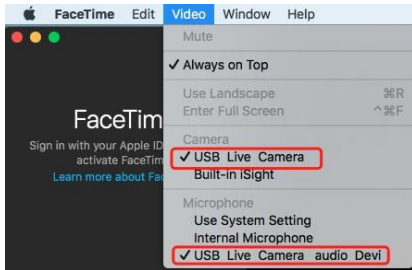 FaceTime Edit Video Window Help
Mute
✓ Always on Top
Use Landscape ⌘R
Enter Full Screen ^⌘F
FaceTim
Sign in with your Apple ID
activate FaceTim
Learn more about Fac
Camera
✓ USB Live Camera
Built-in iSight
Microphone
Use System Setting
Internal Microphone
✓ USB Live Camera audio Devi